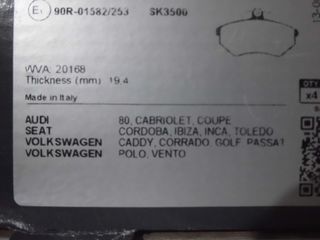 E1 90R-01582/253 SK3500
WVA: 20168
Thickness (mm) 19.4
Made in Italy
QTY
x4
AUDI 80, CABRIOLET, COUPE
SEAT CORDOBA, IBIZA, INCA, TOLEDO
VOLKSWAGEN CADDY, CORRADO, GOLF, PASSAT
VOLKSWAGEN POLO, VENTO